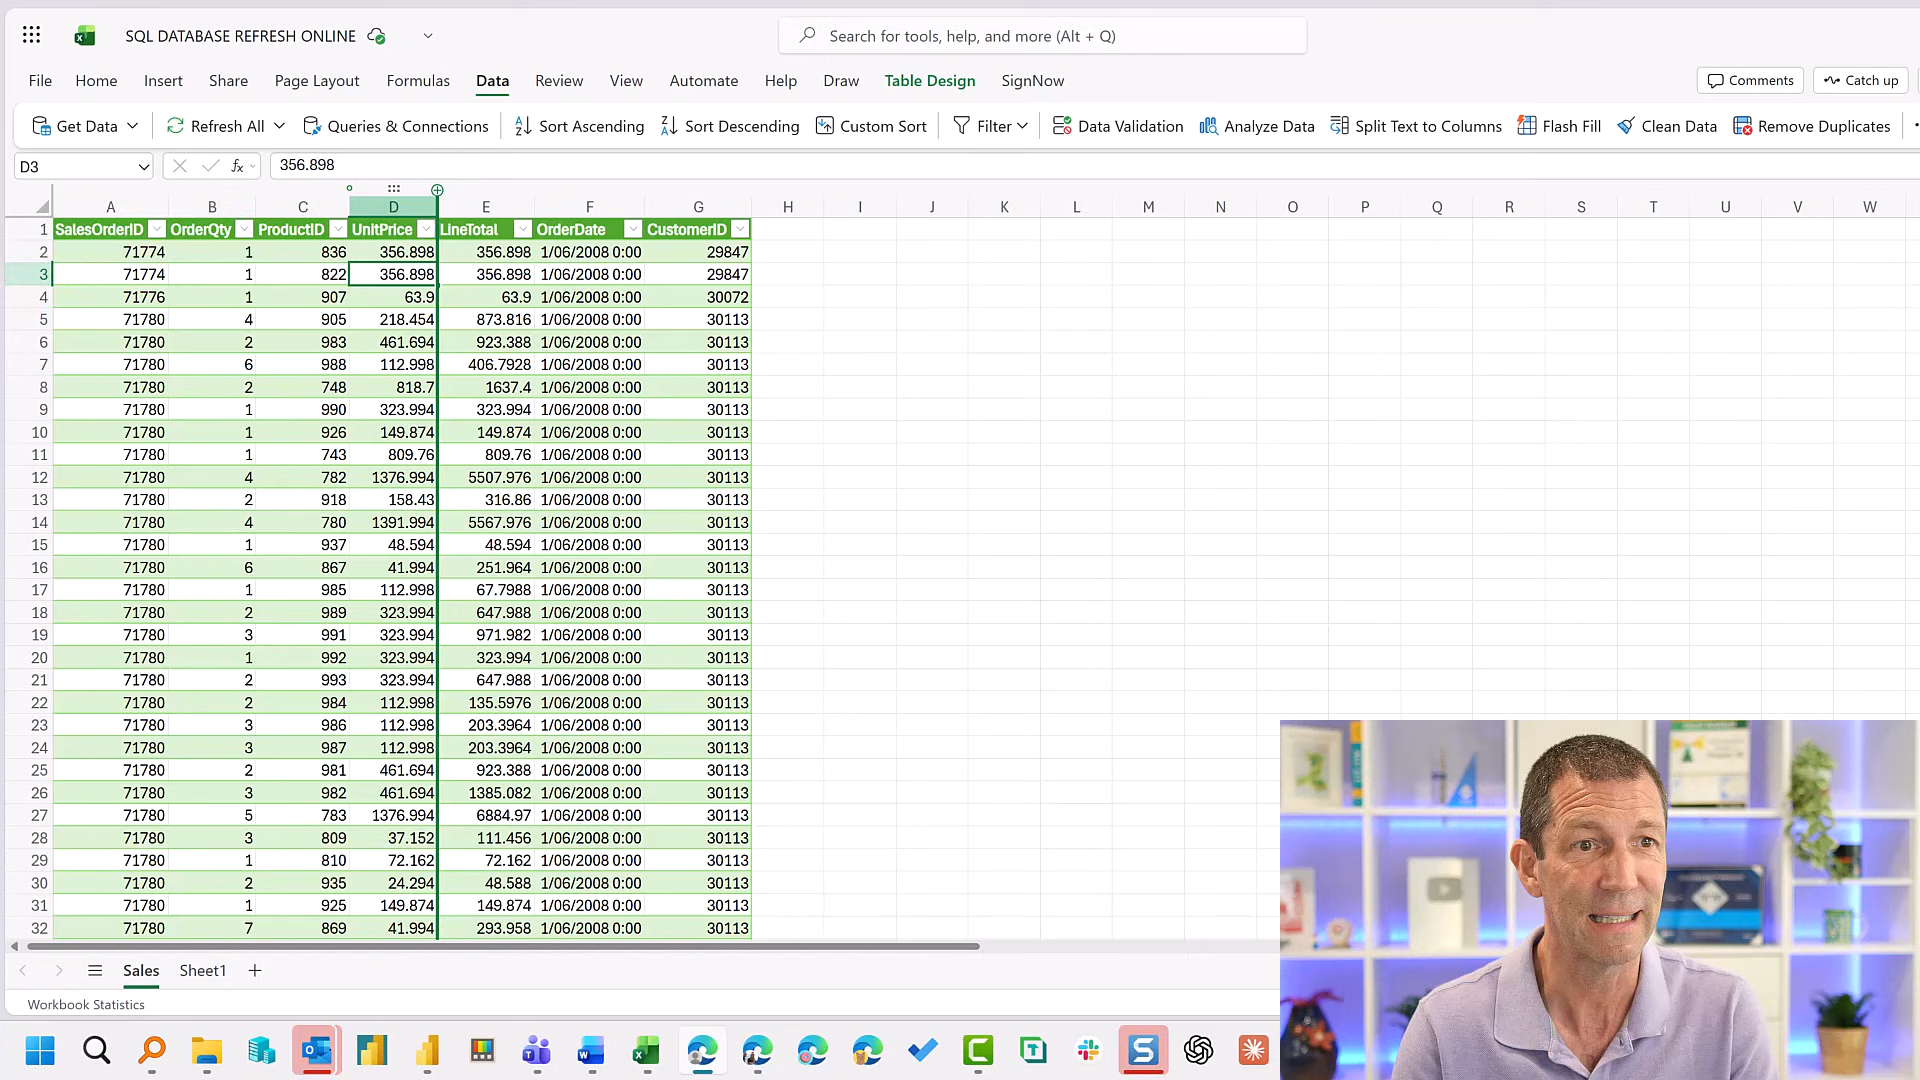 SQL DATABASE REFRESH ONLINE
Search for tools, help, and more (Alt + Q)
File Home Insert Share Page Layout Formulas Data Review View Automate Help Draw Table Design SignNow Comments Catch up
Get Data Refresh All Queries & Connections Sort Ascending Sort Descending Custom Sort Filter Data Validation Analyze Data Split Text to Columns Flash Fill Clean Data Remove Duplicates
D3 fx 356.898
A B C D E F G H I J K L M N O P Q R S T U V W
1 SalesOrderID OrderQty ProductID UnitPrice LineTotal OrderDate CustomerID
2 71774 1 836 356.898 356.898 1/06/2008 0:00 29847
3 71774 1 822 356.898 356.898 1/06/2008 0:00 29847
4 71776 1 907 63.9 63.9 1/06/2008 0:00 30072
5 71780 4 905 218.454 873.816 1/06/2008 0:00 30113
6 71780 2 983 461.694 923.388 1/06/2008 0:00 30113
7 71780 6 988 112.998 406.7928 1/06/2008 0:00 30113
8 71780 2 748 818.7 1637.4 1/06/2008 0:00 30113
9 71780 1 990 323.994 323.994 1/06/2008 0:00 30113
10 71780 1 926 149.874 149.874 1/06/2008 0:00 30113
11 71780 1 743 809.76 809.76 1/06/2008 0:00 30113
12 71780 4 782 1376.994 5507.976 1/06/2008 0:00 30113
13 71780 2 918 158.43 316.86 1/06/2008 0:00 30113
14 71780 4 780 1391.994 5567.976 1/06/2008 0:00 30113
15 71780 1 937 48.594 48.594 1/06/2008 0:00 30113
16 71780 6 867 41.994 251.964 1/06/2008 0:00 30113
17 71780 1 985 112.998 67.7988 1/06/2008 0:00 30113
18 71780 2 989 323.994 647.988 1/06/2008 0:00 30113
19 71780 3 991 323.994 971.982 1/06/2008 0:00 30113
20 71780 1 992 323.994 323.994 1/06/2008 0:00 30113
21 71780 2 993 323.994 647.988 1/06/2008 0:00 30113
22 71780 2 984 112.998 135.5976 1/06/2008 0:00 30113
23 71780 3 986 112.998 203.3964 1/06/2008 0:00 30113
24 71780 3 987 112.998 203.3964 1/06/2008 0:00 30113
25 71780 2 981 461.694 923.388 1/06/2008 0:00 30113
26 71780 3 982 461.694 1385.082 1/06/2008 0:00 30113
27 71780 5 783 1376.994 6884.97 1/06/2008 0:00 30113
28 71780 3 809 37.152 111.456 1/06/2008 0:00 30113
29 71780 1 810 72.162 72.162 1/06/2008 0:00 30113
30 71780 2 935 24.294 48.588 1/06/2008 0:00 30113
31 71780 1 925 149.874 149.874 1/06/2008 0:00 30113
32 71780 7 869 41.994 293.958 1/06/2008 0:00 30113
Sales Sheet1
Workbook Statistics